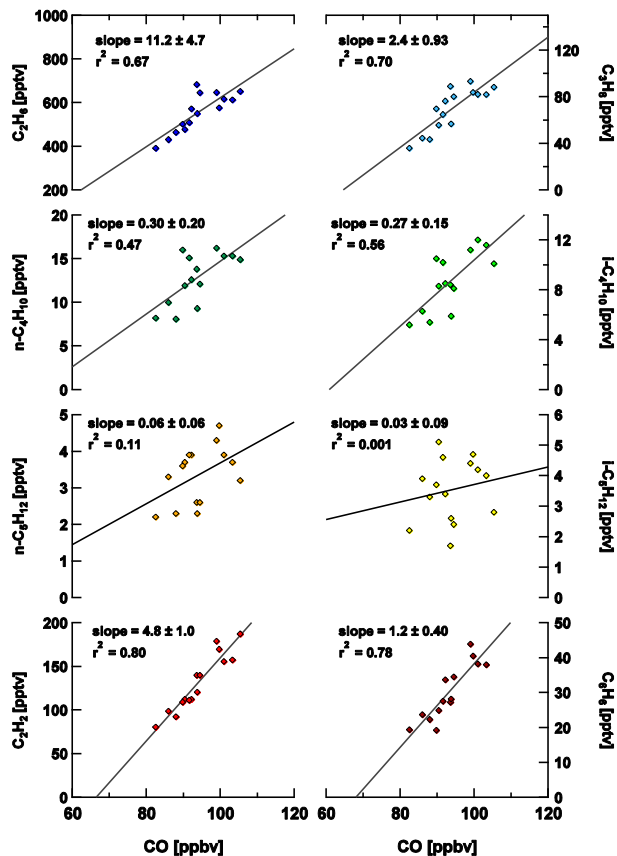 1000
800
600
400
200
C2H6 [pptv]
slope = 11.2 ± 4.7
r2 = 0.67
slope = 2.4 ± 0.93
r2 = 0.70
120
80
40
0
C3H8 [pptv]
20
15
10
5
0
n-C4H10 [pptv]
slope = 0.30 ± 0.20
r2 = 0.47
slope = 0.27 ± 0.15
r2 = 0.56
12
8
4
0
i-C4H10 [pptv]
5
4
3
2
1
0
n-C5H12 [pptv]
slope = 0.06 ± 0.06
r2 = 0.11
slope = 0.03 ± 0.09
r2 = 0.001
6
5
4
3
2
1
0
i-C5H12 [pptv]
200
150
100
50
0
C2H2 [pptv]
slope = 4.8 ± 1.0
r2 = 0.80
slope = 1.2 ± 0.40
r2 = 0.78
50
40
30
20
10
0
C6H6 [pptv]
60 80 100 120
60 80 100 120
CO [ppbv]
CO [ppbv]